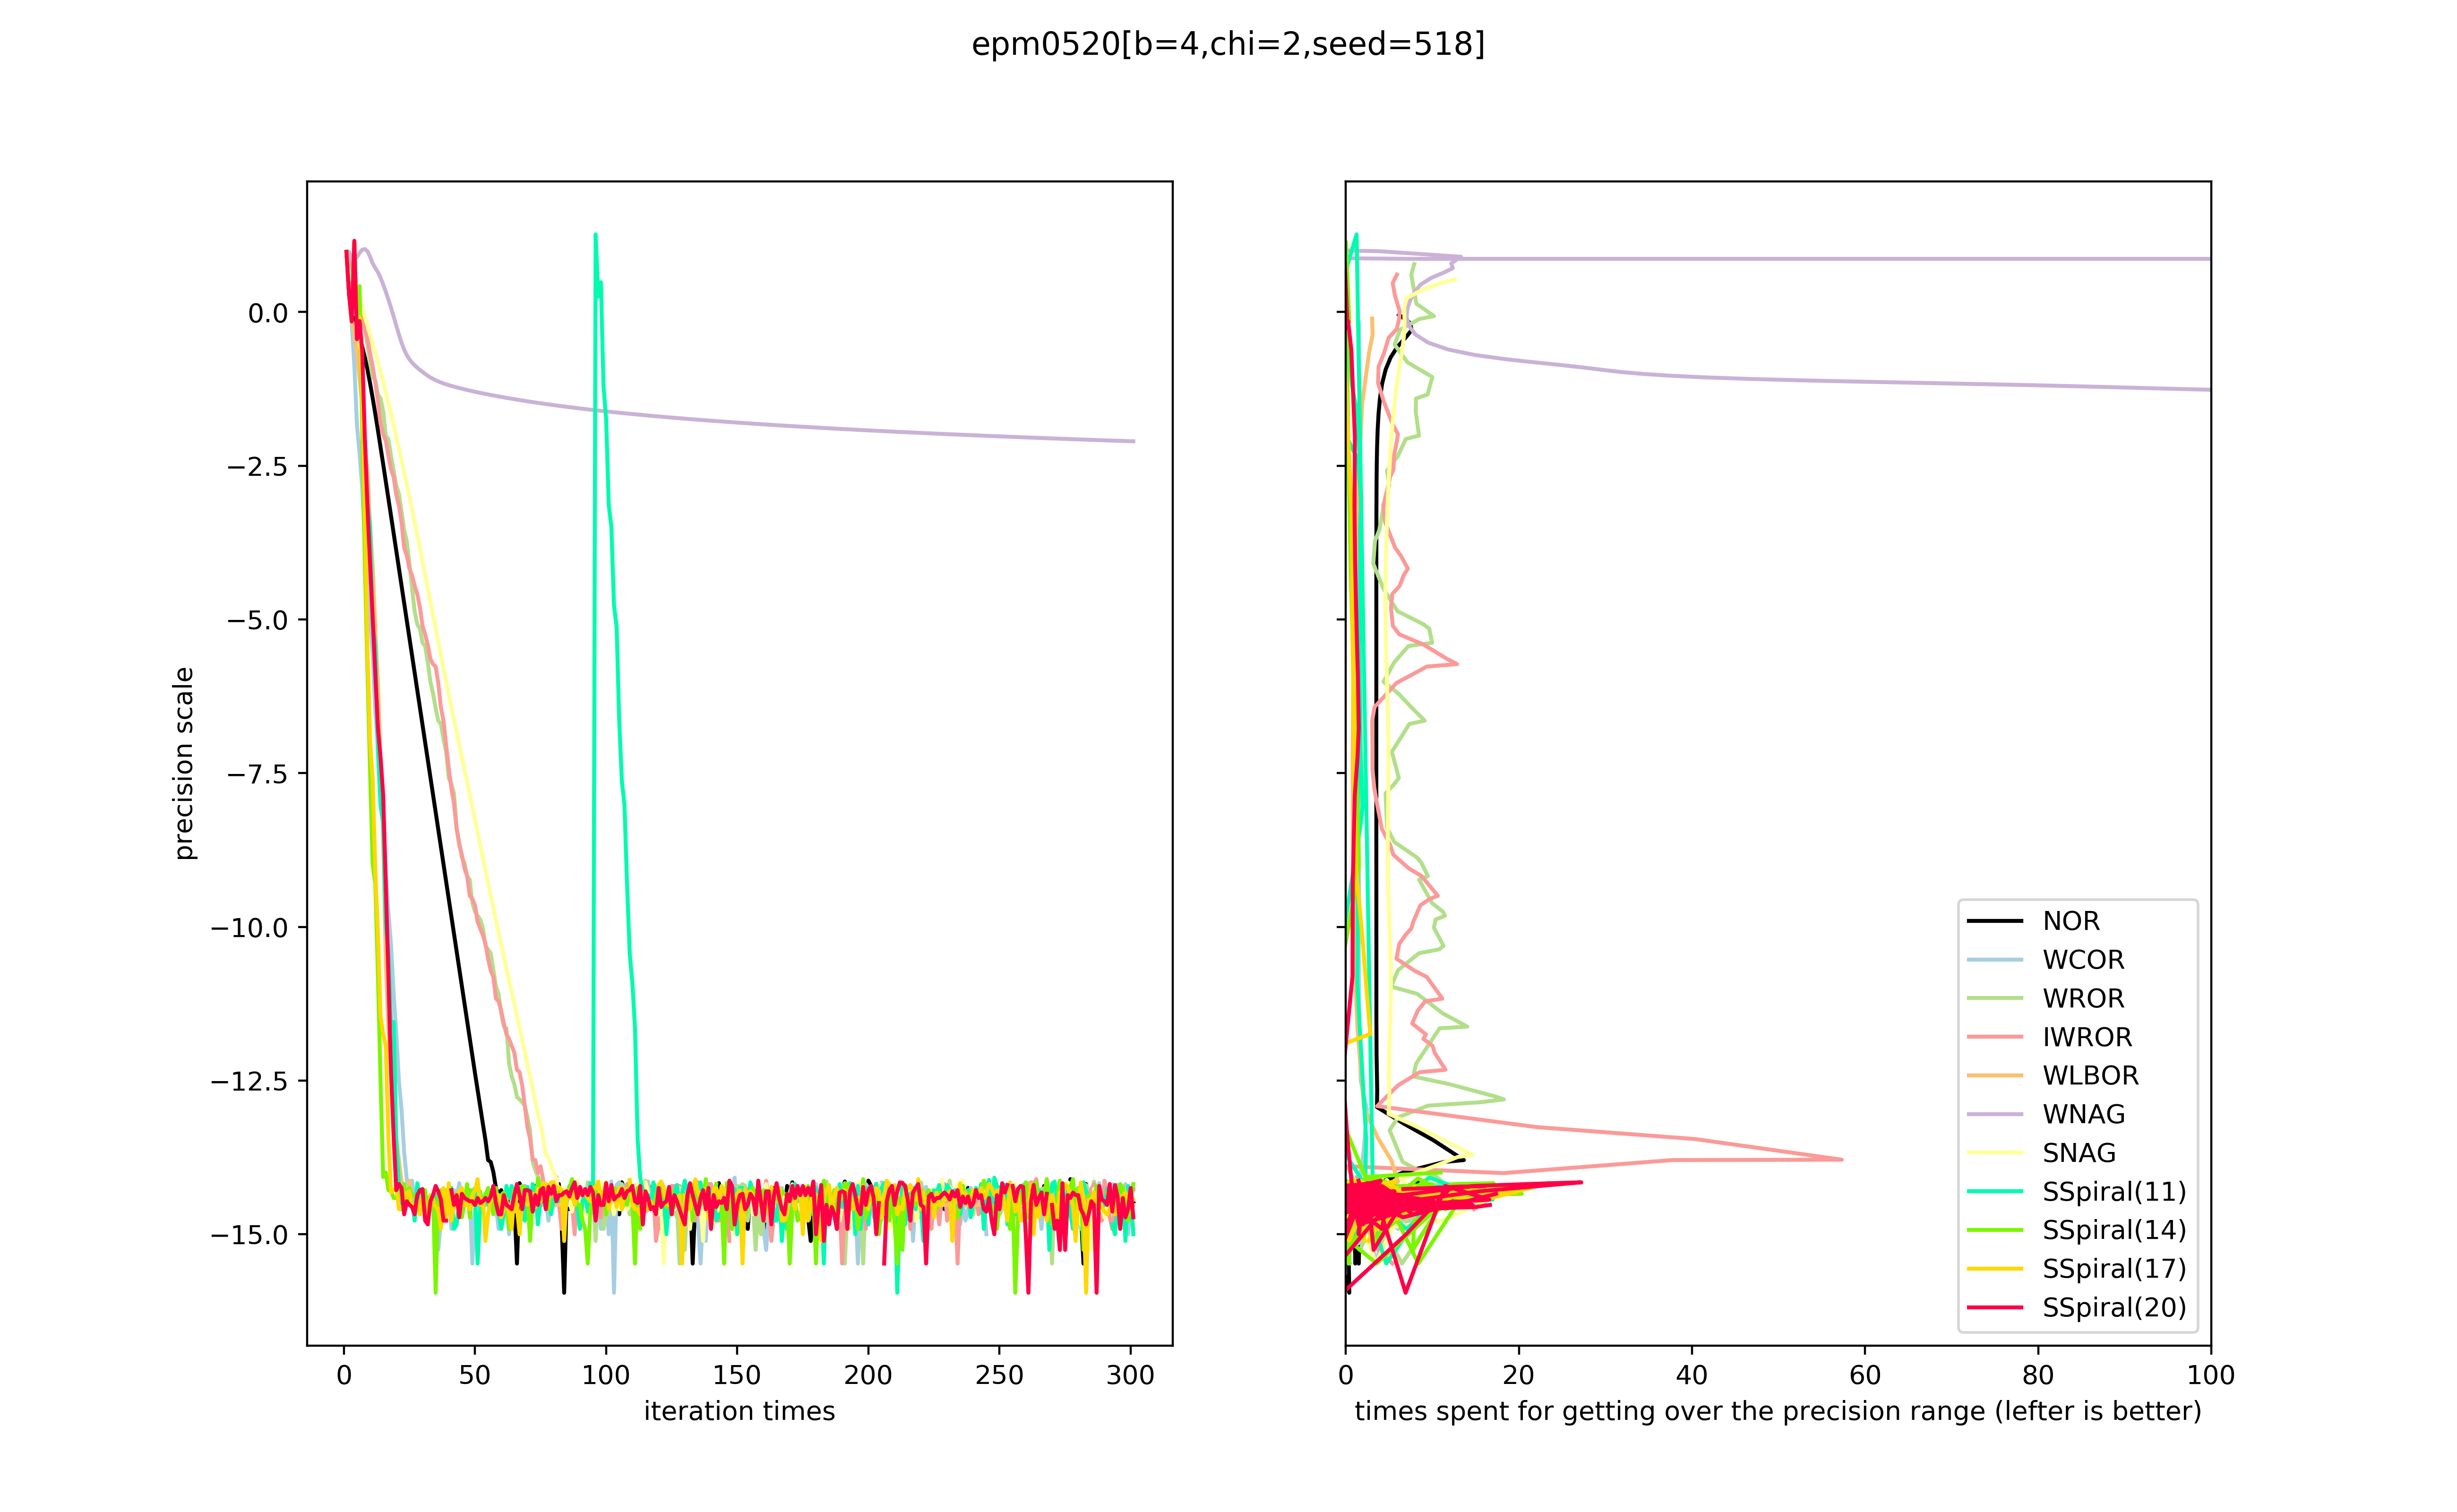 epm0520[b=4,chi=2,seed=518]
precision scale
0.0
−2.5
−5.0
−7.5
−10.0
−12.5
−15.0
0 50 100 150 200 250 300
iteration times
0 20 40 60 80 100
times spent for getting over the precision range (lefter is better)
NOR
WCOR
WROR
IWROR
WLBOR
WNAG
SNAG
SSpiral(11)
SSpiral(14)
SSpiral(17)
SSpiral(20)